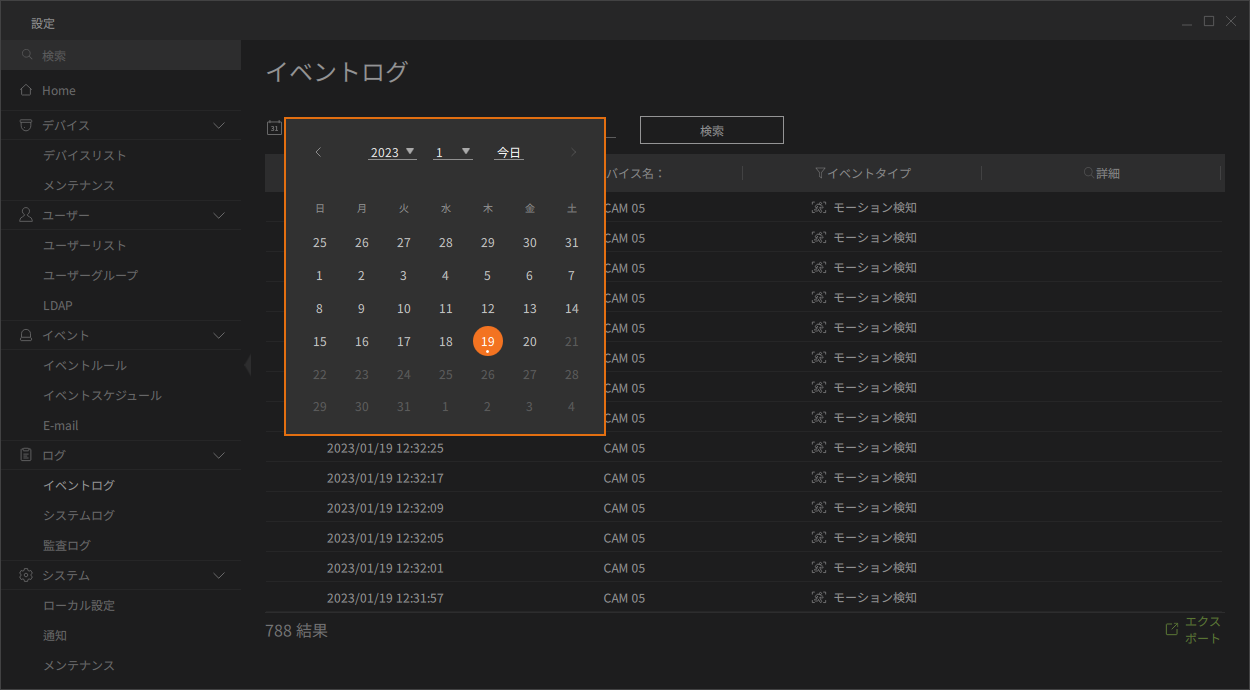 設定
検索
Home
デバイス
デバイスリスト
メンテナンス
ユーザー
ユーザーリスト
ユーザーグループ
LDAP
イベント
イベントルール
イベントスケジュール
E-mail
ログ
イベントログ
システムログ
監査ログ
システム
ローカル設定
通知
メンテナンス
イベントログ
31
検索
2023 1 今日
日 月 火 水 木 金 土
25 26 27 28 29 30 31
1 2 3 4 5 6 7
8 9 10 11 12 13 14
15 16 17 18 19 20 21
22 23 24 25 26 27 28
29 30 31 1 2 3 4
バイス名： イベントタイプ 詳細
CAM 05 モーション検知
CAM 05 モーション検知
CAM 05 モーション検知
CAM 05 モーション検知
CAM 05 モーション検知
CAM 05 モーション検知
CAM 05 モーション検知
CAM 05 モーション検知
2023/01/19 12:32:25 CAM 05 モーション検知
2023/01/19 12:32:17 CAM 05 モーション検知
2023/01/19 12:32:09 CAM 05 モーション検知
2023/01/19 12:32:05 CAM 05 モーション検知
2023/01/19 12:32:01 CAM 05 モーション検知
2023/01/19 12:31:57 CAM 05 モーション検知
788 結果
エクス
ポート